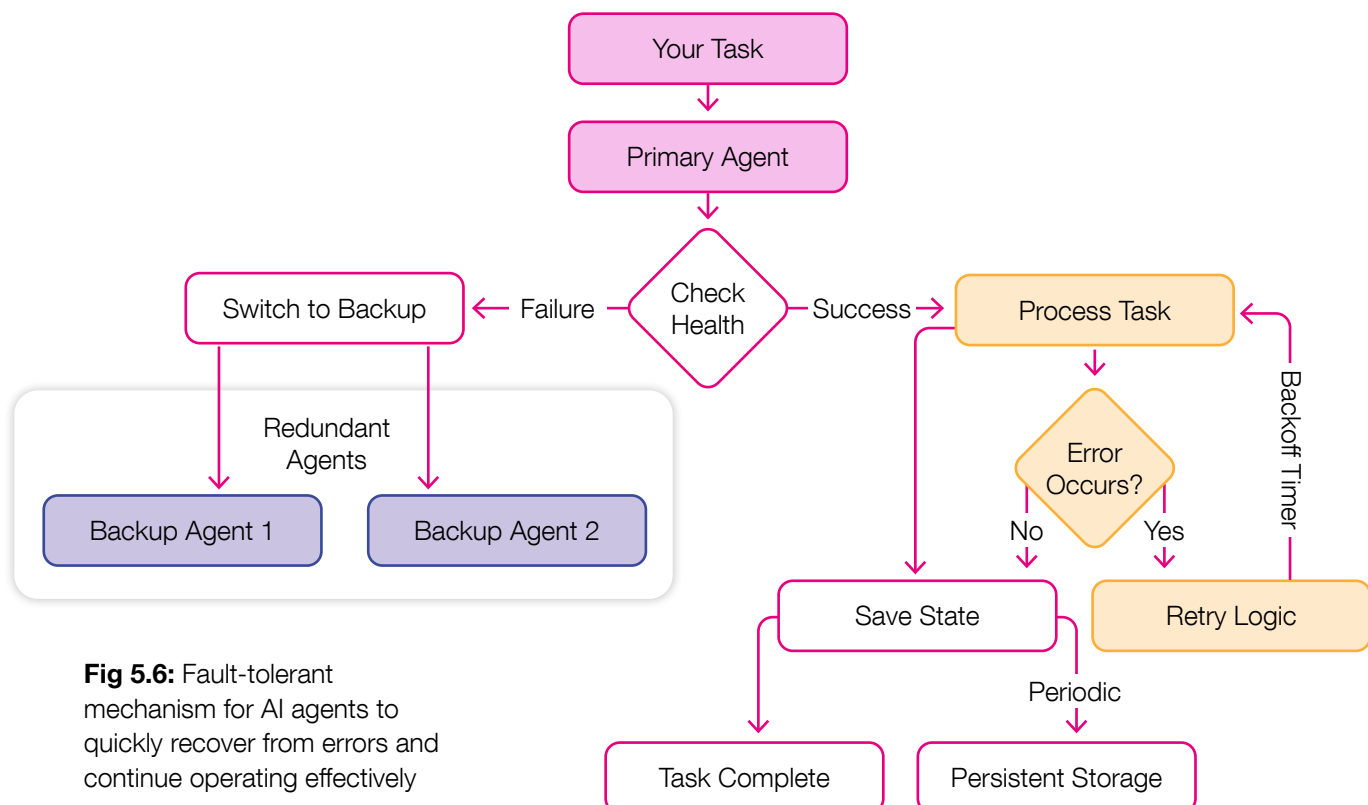 Your Task
Primary Agent
Check
Health
Failure
Success
Switch to Backup
Process Task
Redundant
Agents
Backup Agent 1
Backup Agent 2
Error
Occurs?
No
Yes
Backoff Timer
Save State
Retry Logic
Periodic
Task Complete
Persistent Storage
Fig 5.6: Fault-tolerant
mechanism for AI agents to
quickly recover from errors and
continue operating effectively